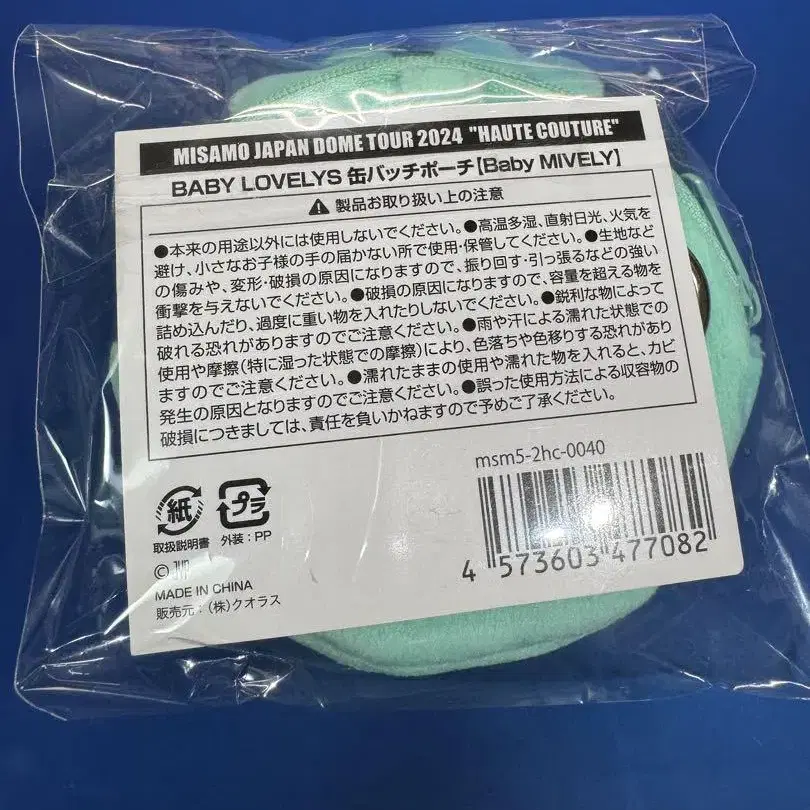 MISAMO JAPAN DOME TOUR 2024 "HAUTE COUTURE"
BABY LOVELYS 缶バッチポーチ【Baby MIVELY】
⚠ 製品お取り扱い上の注意
●本来の用途以外には使用しないでください。●高温多湿、直射日光、火気を
避け、小さなお子様の手の届かない所で使用・保管してください。●生地など
の傷みや、変形・破損の原因になりますので、振り回す・引っ張るなどの強い
衝撃を与えないでください。●破損の原因になりますので、容量を超える物を
詰め込んだり、過度に重い物を入れたりしないでください。●鋭利な物によって
破れる恐れがありますのでご注意ください。●雨や汗による濡れた状態での
使用や摩擦(特に湿った状態での摩擦)により、色落ちや色移りする恐れがあり
ますのでご注意ください。●濡れたままの使用や濡れた物を入れると、カビ
発生の原因となりますのでご注意ください。●誤った使用方法による収容物の
破損につきましては、責任を負いかねますので予めご了承ください。
msm5-2hc-0040
紙 プラ
取扱説明書 外装:PP
4 573603 477082
© JYP
MADE IN CHINA
販売元:(株)クオラス